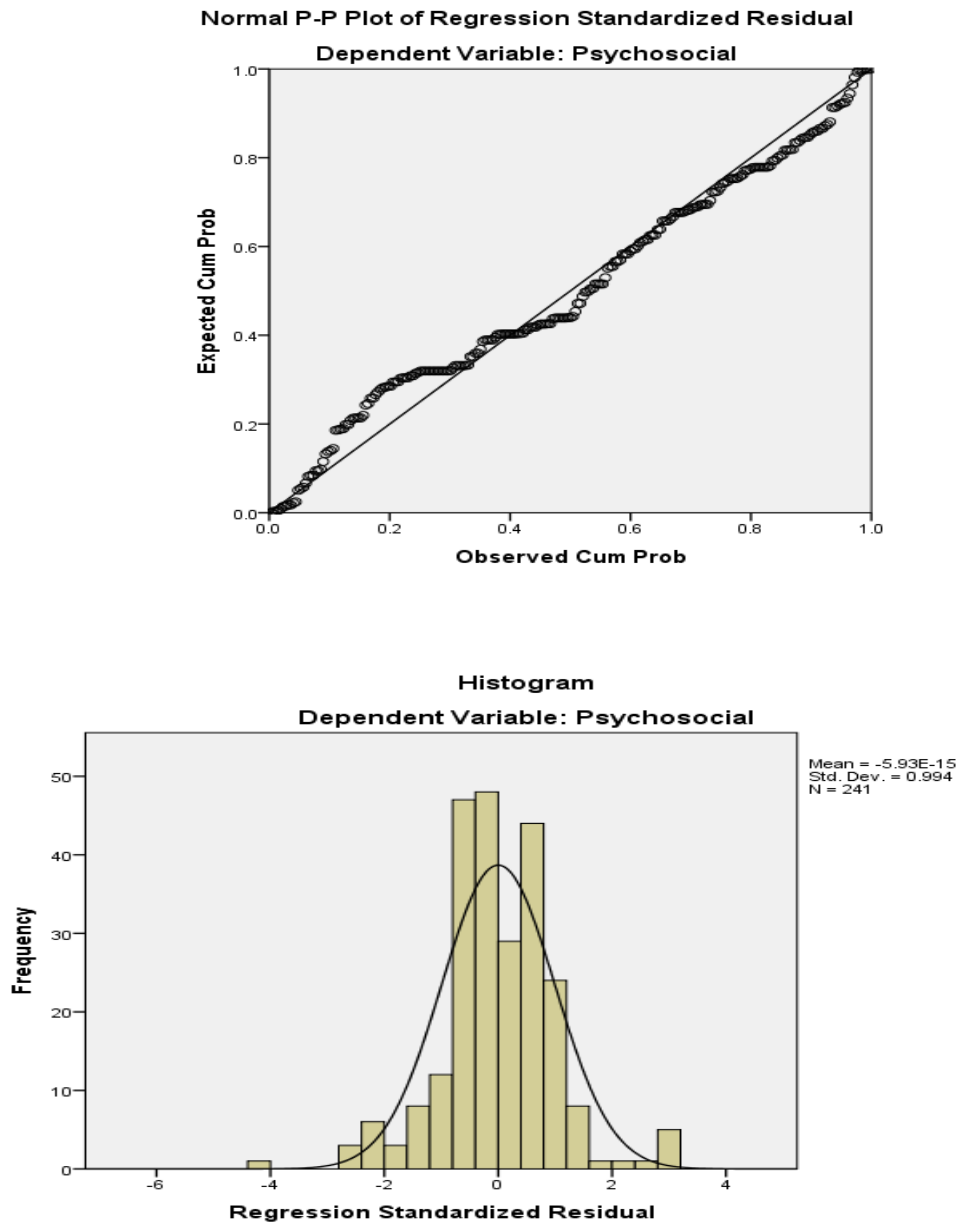 Normal P-P Plot of Regression Standardized Residual
Dependent Variable: Psychosocial
1.0
0.8
0.6
0.4
0.2
0.0
Expected Cum Prob
0.0 0.2 0.4 0.6 0.8 1.0
Observed Cum Prob
Histogram
Dependent Variable: Psychosocial
Mean = -5.93E-15
Std. Dev. = 0.994
N = 241
50
40
30
20
10
0
Frequency
-6 -4 -2 0 2 4
Regression Standardized Residual